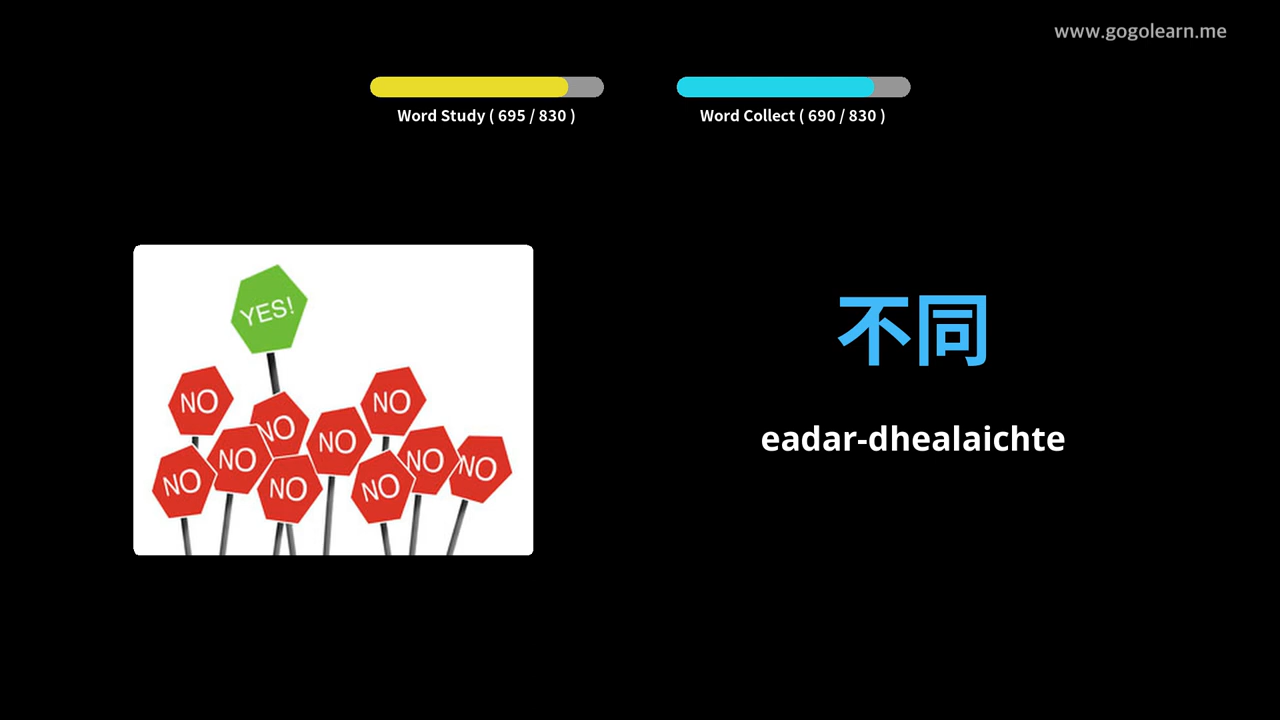 www.gogolearn.me
Word Study ( 695 / 830 )
Word Collect ( 690 / 830 )
YES!
NO
NO
NO
NO
NO
NO
NO
NO
NO
NO
不同
eadar-dhealaichte